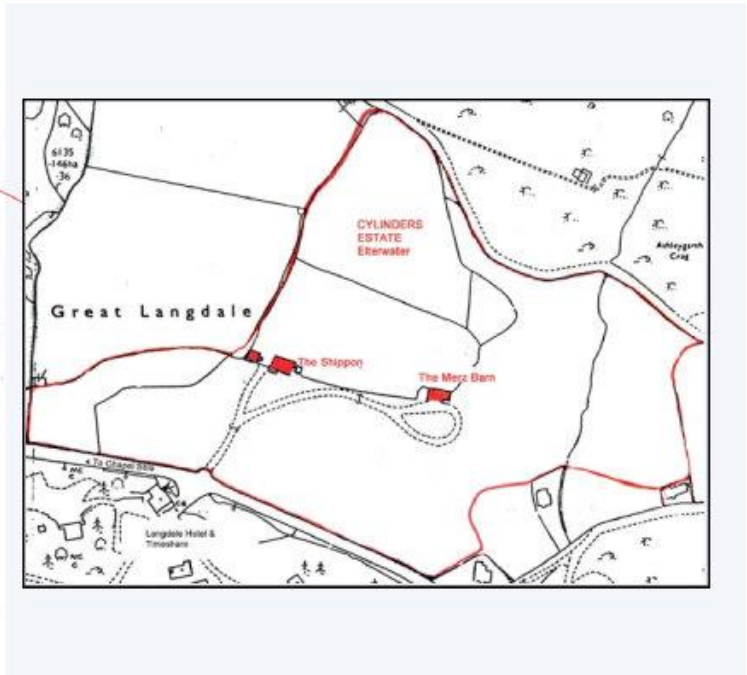 6135
·146ha
·36
CYLINDERS
ESTATE
Elterwater
Ashleygarth
Crag
Great Langdale
The Shippon
The Merz Barn
To Chapel Stile
Langdale Hotel &
Timeshare